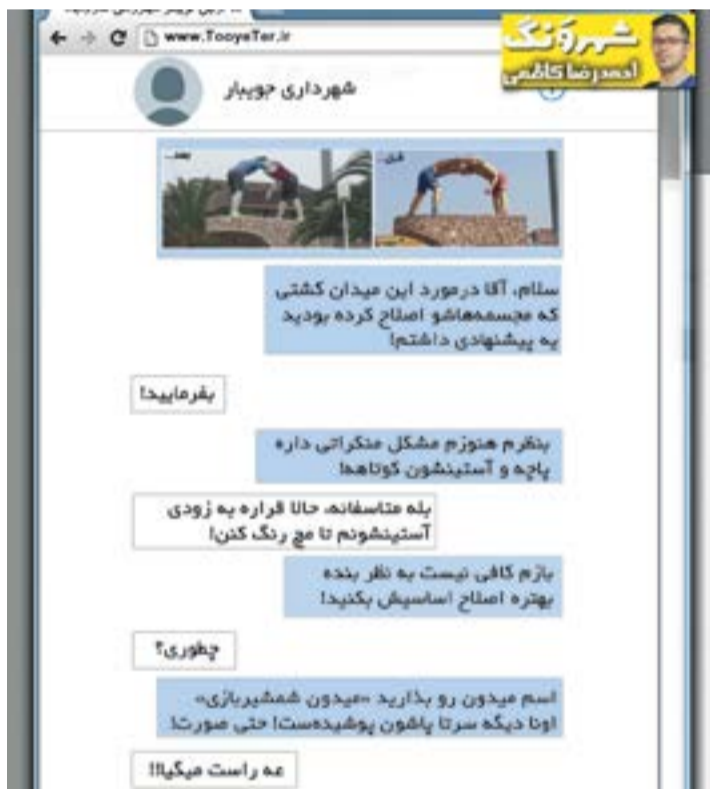 www.TooyeTer.ir
شهرونگ
احمدرضا کاظمی
شهرداری جویبار
قبل...
بعد...
سلام، آقا درمورد این میدان کشتی
که مجسمه‌هاشو اصلاح کرده بودید
یه پیشنهادی داشتم!
بفرمایید!
بنظرم هنوزم مشکل منکراتی داره
پاچه و آستینشون کوتاهه!
بله متاسفانه، حالا قراره به زودی
آستینشونم تا مچ رنگ کنن!
بازم کافی نیست به نظر بنده
بهتره اصلاح اساسیش بکنید!
چطوری؟
اسم میدون رو بذارید «میدون شمشیربازی»
اونا دیگه سرتا پاشون پوشیده‌ست! حتی صورت!
عه راست میگیا!!